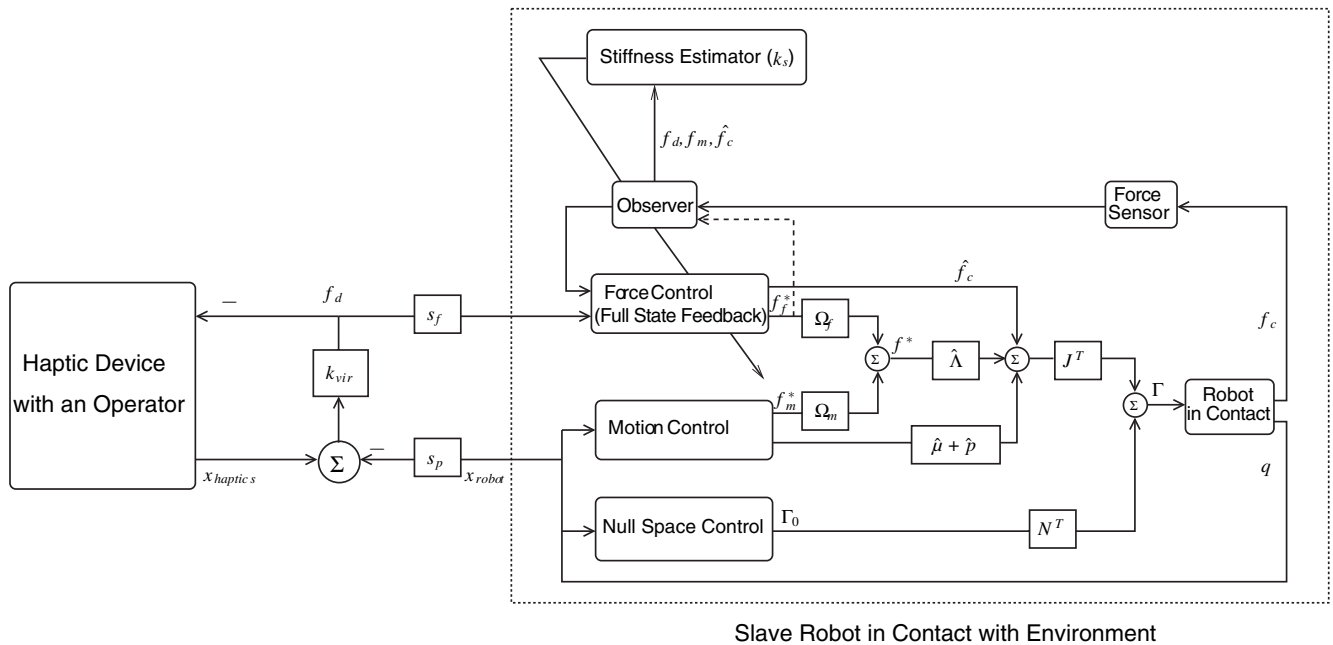 Stiffness Estimator (k_s)
f_d, f_m, f̂_c
Observer
Force
Sensor
Force Control
(Full State Feedback)
f̂_c
f_f^*
Ω_f
Σ
f^*
Λ̂
Σ
J^T
Σ
Γ
Robot
in Contact
f_c
q
f_m^*
Ω_m
Motion Control
μ̂ + p̂
Null Space Control
Γ_0
N^T
Haptic Device
with an Operator
−
f_d
s_f
k_vir
−
Σ
s_p
x_haptics
x_robot
Slave Robot in Contact with Environment